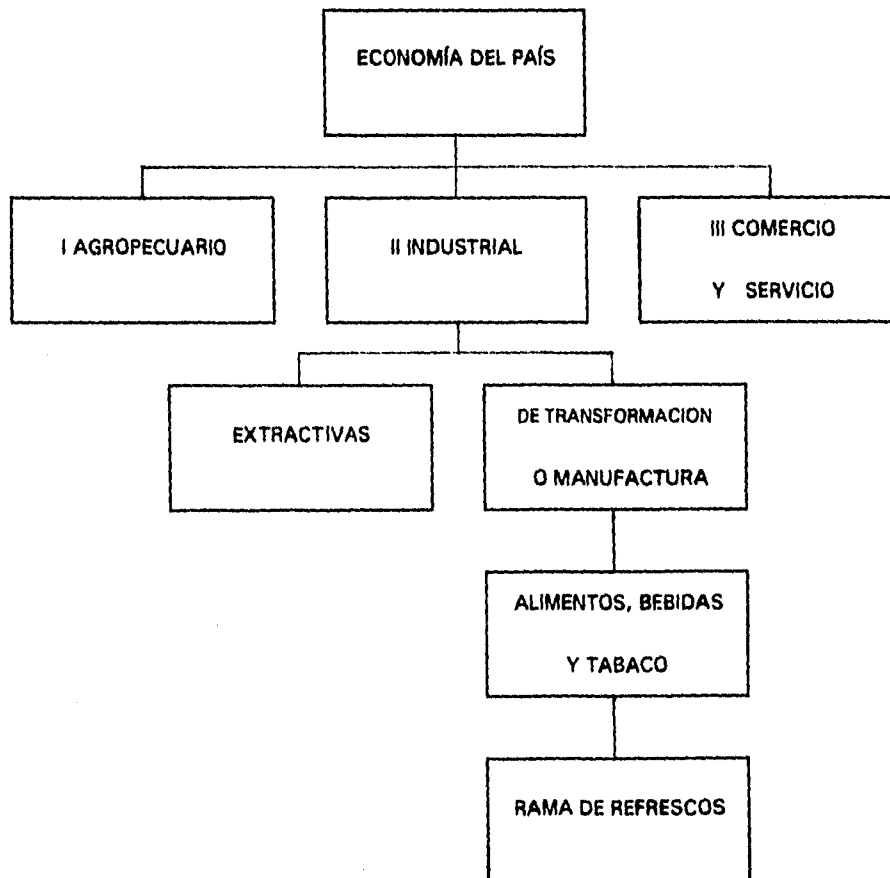 ECONOMÍA DEL PAÍS
I AGROPECUARIO
II INDUSTRIAL
III COMERCIO
Y SERVICIO
EXTRACTIVAS
DE TRANSFORMACION
O MANUFACTURA
ALIMENTOS, BEBIDAS
Y TABACO
RAMA DE REFRESCOS